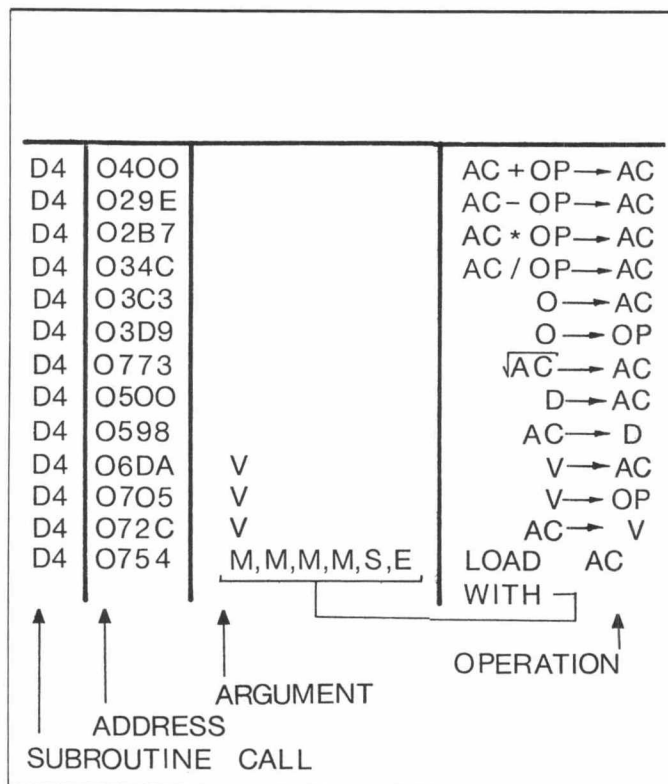 D4 0400 AC + OP → AC
D4 029E AC - OP → AC
D4 02B7 AC * OP → AC
D4 034C AC / OP → AC
D4 03C3 O → AC
D4 03D9 O → OP
D4 0773 √AC → AC
D4 0500 D → AC
D4 0598 AC → D
D4 06DA V V → AC
D4 0705 V V → OP
D4 072C V AC → V
D4 0754 M,M,M,M,S,E LOAD AC
WITH
OPERATION
ARGUMENT
ADDRESS
SUBROUTINE CALL